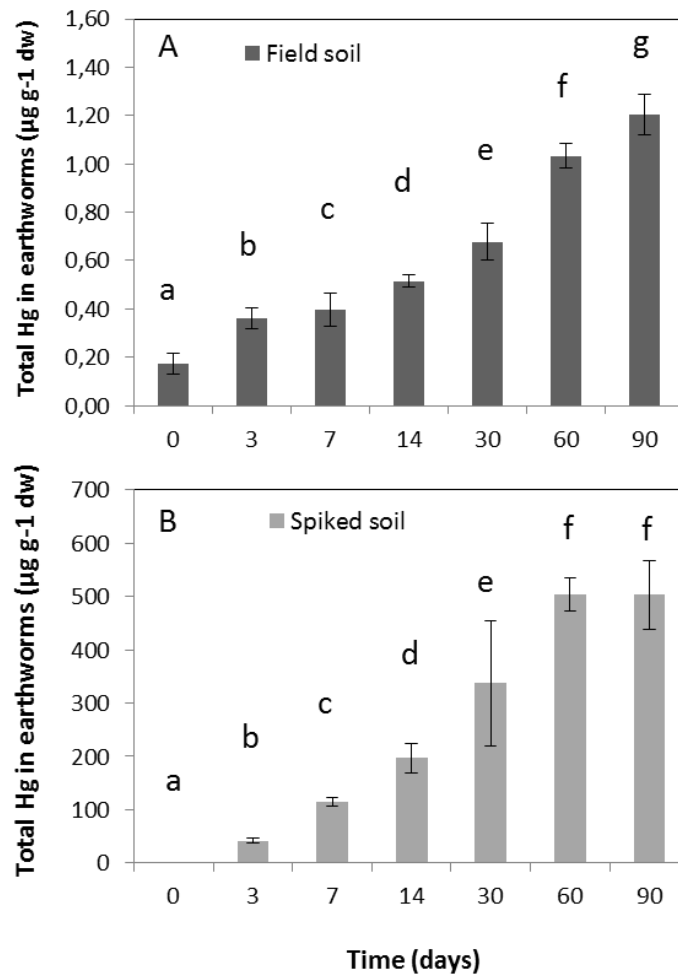 Total Hg in earthworms (µg g-1 dw)
1,60
1,40
1,20
1,00
0,80
0,60
0,40
0,20
0,00
A
Field soil
a
b
c
d
e
f
g
0 3 7 14 30 60 90
Total Hg in earthworms (µg g-1 dw)
700
600
500
400
300
200
100
0
B
Spiked soil
a
b
c
d
e
f
f
0 3 7 14 30 60 90
Time (days)